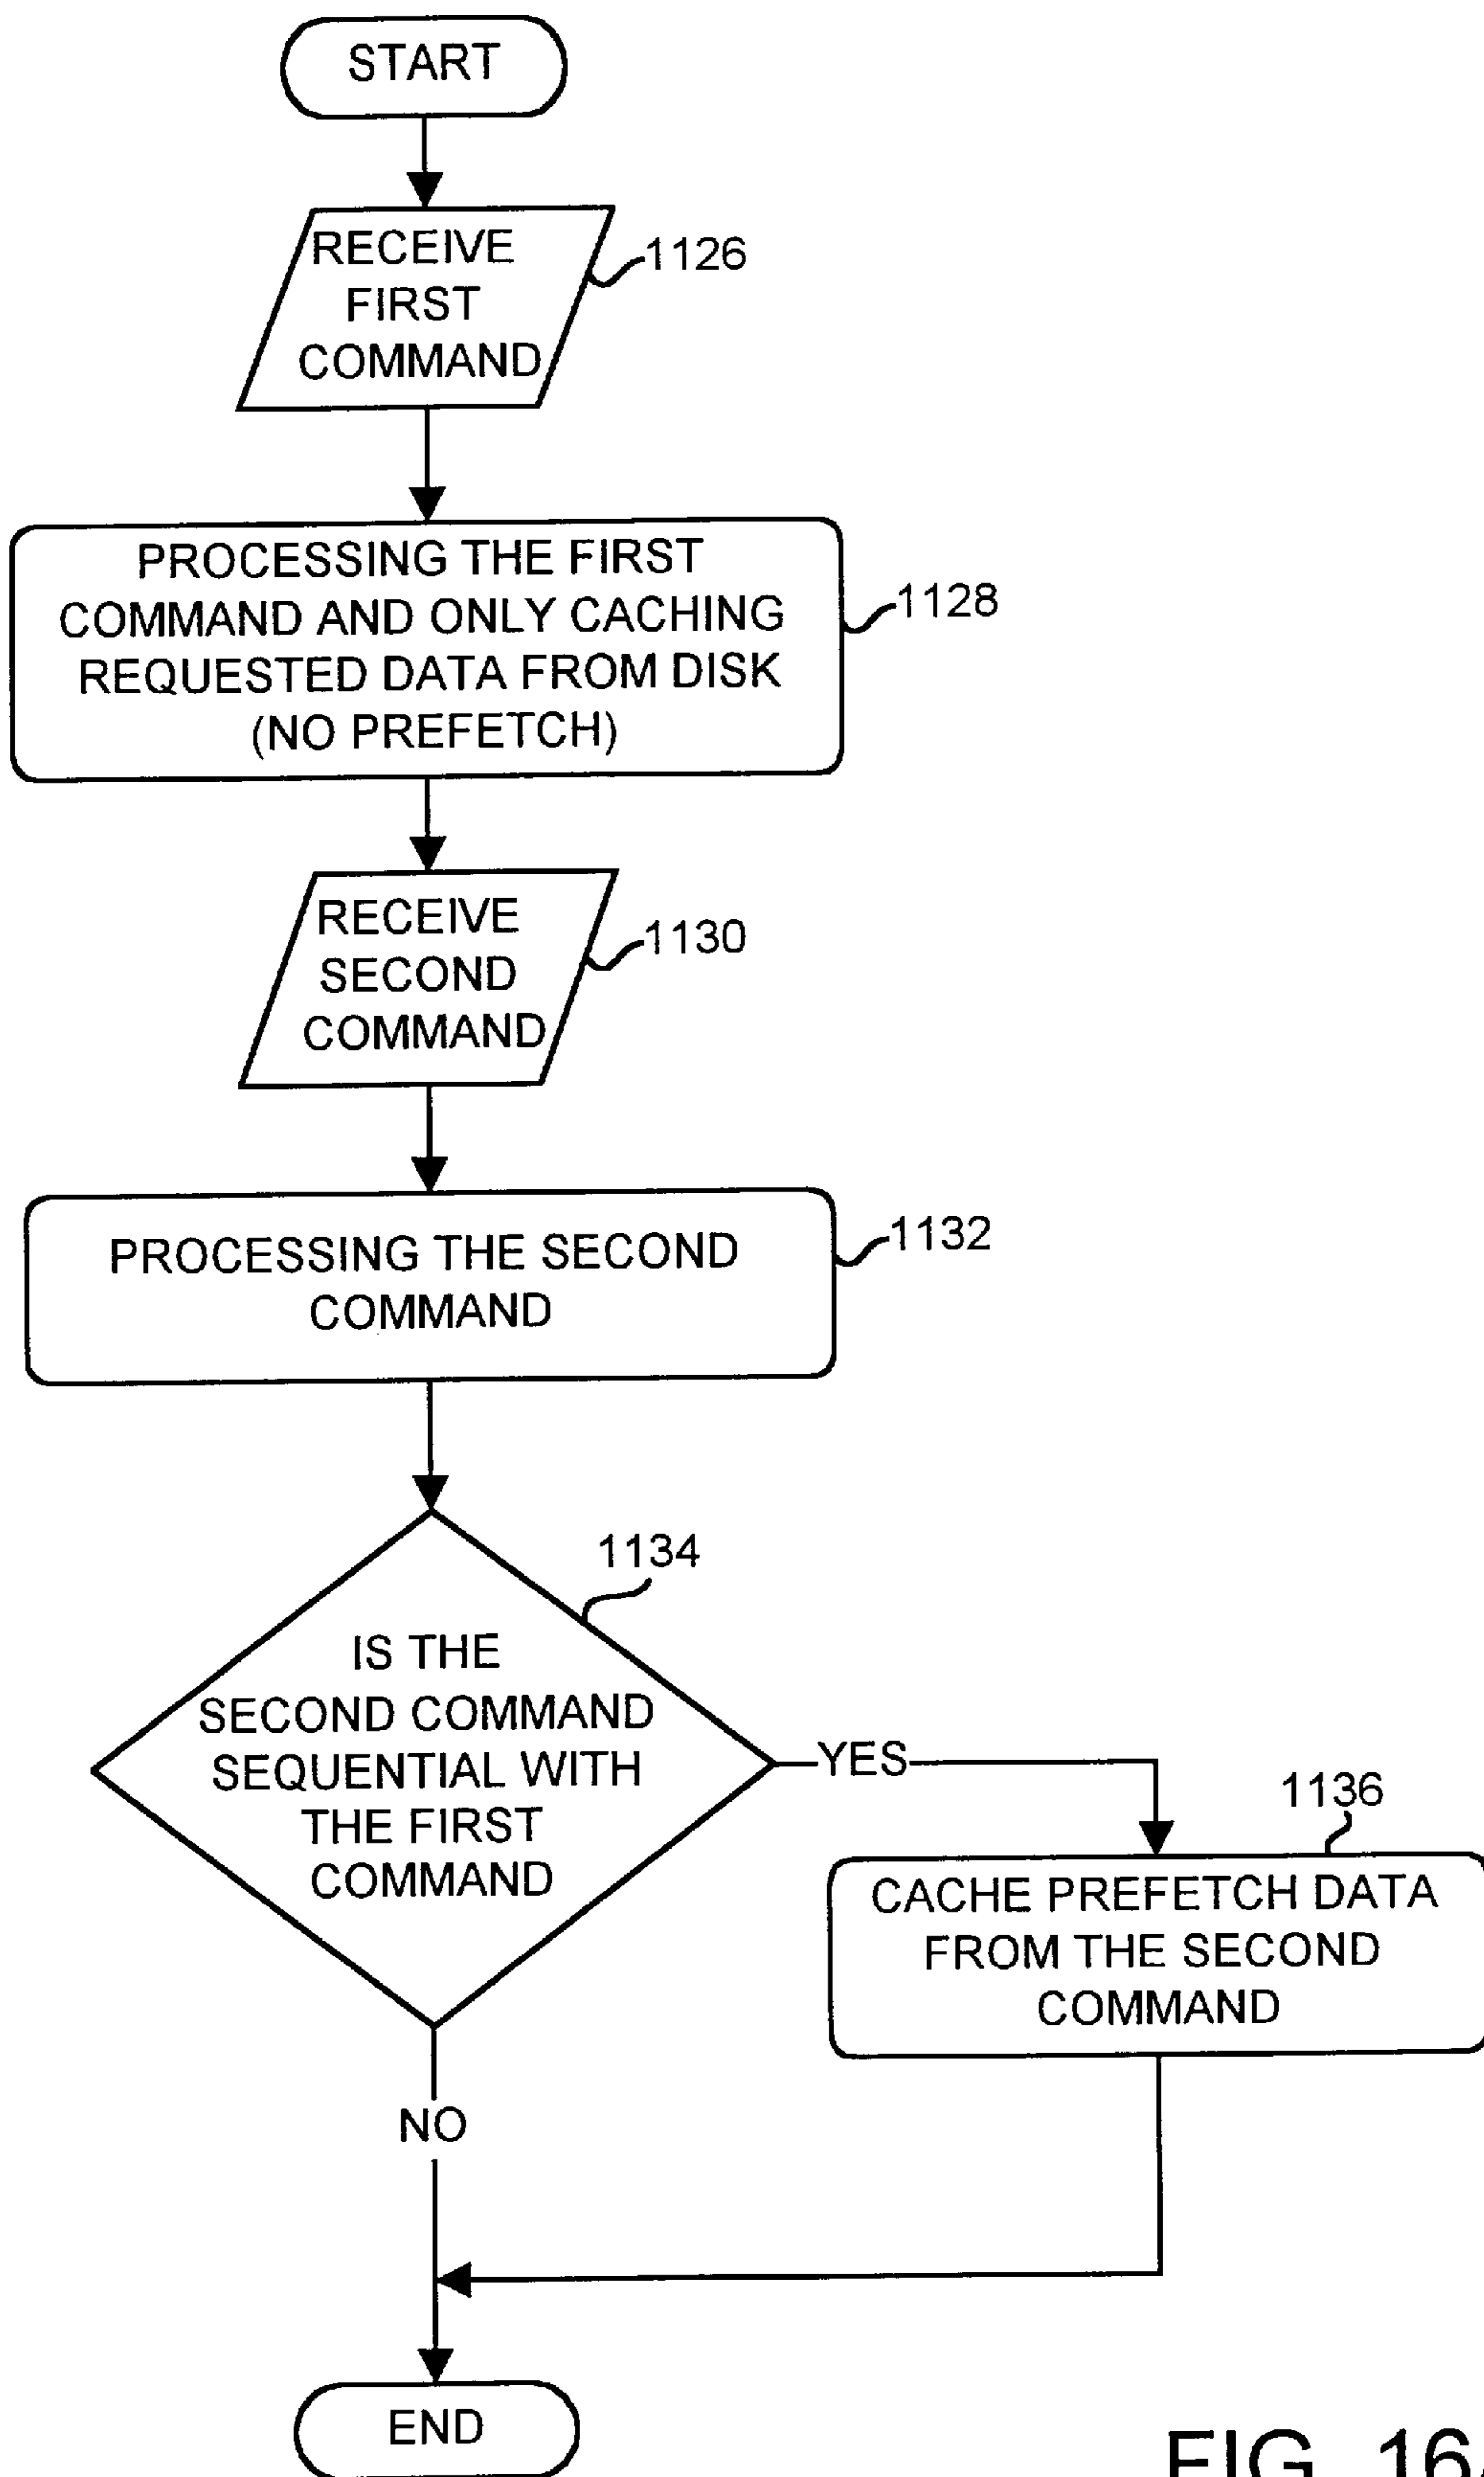 START
RECEIVE
FIRST
COMMAND
1126
PROCESSING THE FIRST
COMMAND AND ONLY CACHING
REQUESTED DATA FROM DISK
(NO PREFETCH)
1128
RECEIVE
SECOND
COMMAND
1130
PROCESSING THE SECOND
COMMAND
1132
1134
IS THE
SECOND COMMAND
SEQUENTIAL WITH
THE FIRST
COMMAND
YES
1136
CACHE PREFETCH DATA
FROM THE SECOND
COMMAND
NO
END
FIG. 16